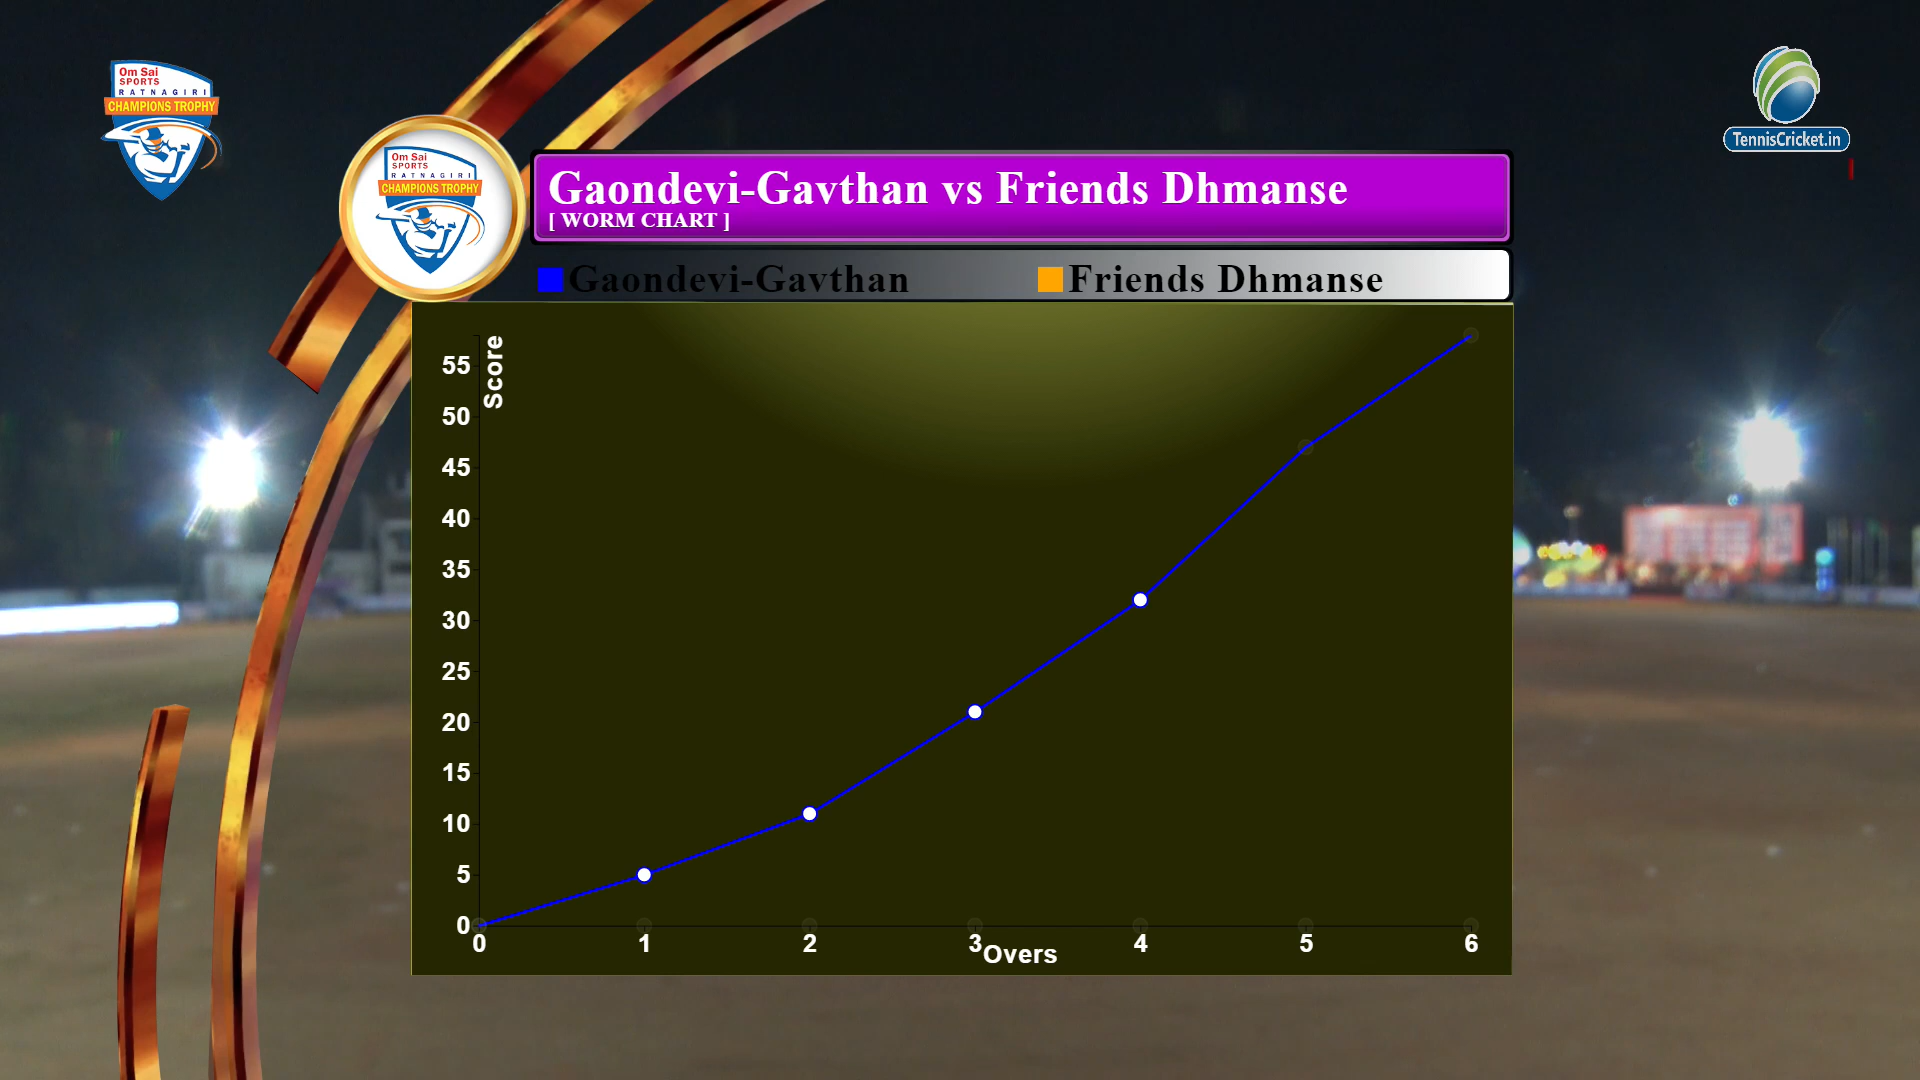 Om Sai
SPORTS
RATNAGIRI
CHAMPIONS TROPHY
TennisCricket.in
Om Sai
SPORTS
RATNAGIRI
CHAMPIONS TROPHY
Gaondevi-Gavthan vs Friends Dhmanse
[ WORM CHART ]
Gaondevi-Gavthan
Friends Dhmanse
Score
55
50
45
40
35
30
25
20
15
10
5
0
0 1 2 3 4 5 6
Overs